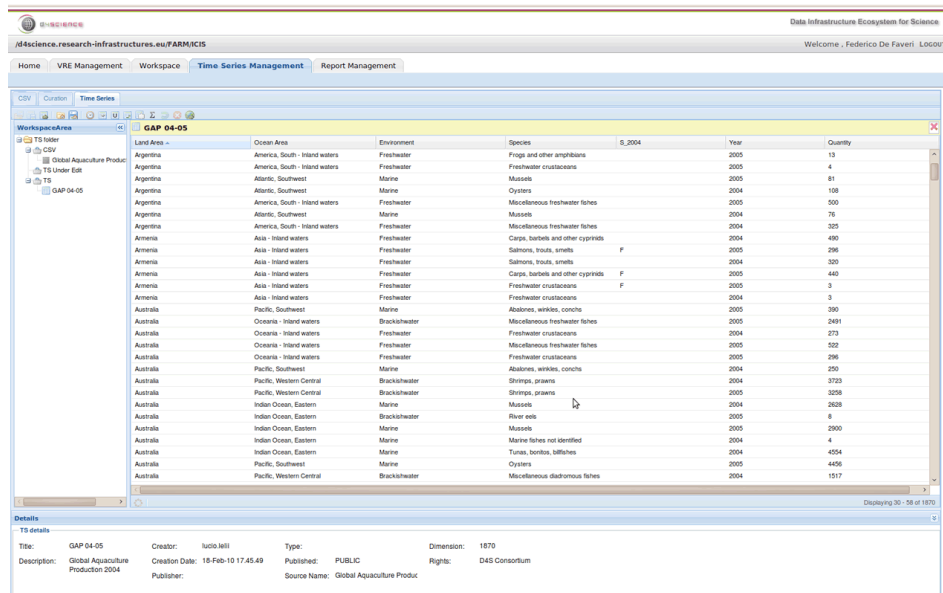 D4SCIENCE
Data Infrastructure Ecosystem for Science
/d4science.research-infrastructures.eu/FARM/ICIS
Welcome , Federico De Faveri LOGOU
Home VRE Management Workspace Time Series Management Report Management
CSV Curation Time Series
WorkspaceArea
GAP 04-05
TS folder
CSV
Global Aquaculture Produc
TS Under Edit
TS
GAP 04-05
Land Area Ocean Area Environment Species S_2004 Year Quantity
Argentina America, South - Inland waters Freshwater Frogs and other amphibians 2005 13
Argentina America, South - Inland waters Freshwater Freshwater crustaceans 2005 4
Argentina Atlantic, Southwest Marine Mussels 2005 81
Argentina Atlantic, Southwest Marine Oysters 2004 108
Argentina America, South - Inland waters Freshwater Miscellaneous freshwater fishes 2005 500
Argentina Atlantic, Southwest Marine Mussels 2004 76
Argentina America, South - Inland waters Freshwater Miscellaneous freshwater fishes 2004 325
Armenia Asia - Inland waters Freshwater Carps, barbels and other cyprinids 2004 490
Armenia Asia - Inland waters Freshwater Salmons, trouts, smelts F 2005 296
Armenia Asia - Inland waters Freshwater Salmons, trouts, smelts 2004 320
Armenia Asia - Inland waters Freshwater Carps, barbels and other cyprinids F 2005 440
Armenia Asia - Inland waters Freshwater Freshwater crustaceans F 2005 3
Armenia Asia - Inland waters Freshwater Freshwater crustaceans 2004 3
Australia Pacific, Southwest Marine Abalones, winkles, conchs 2005 390
Australia Oceania - Inland waters Brackishwater Miscellaneous freshwater fishes 2005 2491
Australia Oceania - Inland waters Freshwater Freshwater crustaceans 2004 273
Australia Oceania - Inland waters Freshwater Miscellaneous freshwater fishes 2005 522
Australia Oceania - Inland waters Freshwater Freshwater crustaceans 2005 296
Australia Pacific, Southwest Marine Abalones, winkles, conchs 2004 250
Australia Pacific, Western Central Brackishwater Shrimps, prawns 2004 3723
Australia Pacific, Western Central Brackishwater Shrimps, prawns 2005 3258
Australia Indian Ocean, Eastern Marine Mussels 2004 2628
Australia Indian Ocean, Eastern Brackishwater River eels 2005 8
Australia Indian Ocean, Eastern Marine Mussels 2005 2900
Australia Indian Ocean, Eastern Marine Marine fishes not identified 2004 4
Australia Indian Ocean, Eastern Marine Tunas, bonitos, billfishes 2004 4554
Australia Pacific, Southwest Marine Oysters 2005 4456
Australia Pacific, Western Central Brackishwater Miscellaneous diadromous fishes 2004 1517
Displaying 30 - 58 of 1870
Details
TS details
Title: GAP 04-05 Creator: lucio.lelii Type: Dimension: 1870
Description: Global Aquaculture Production 2004 Creation Date: 18-Feb-10 17.45.49 Published: PUBLIC Rights: D4S Consortium
Publisher: Source Name: Global Aquaculture Produc